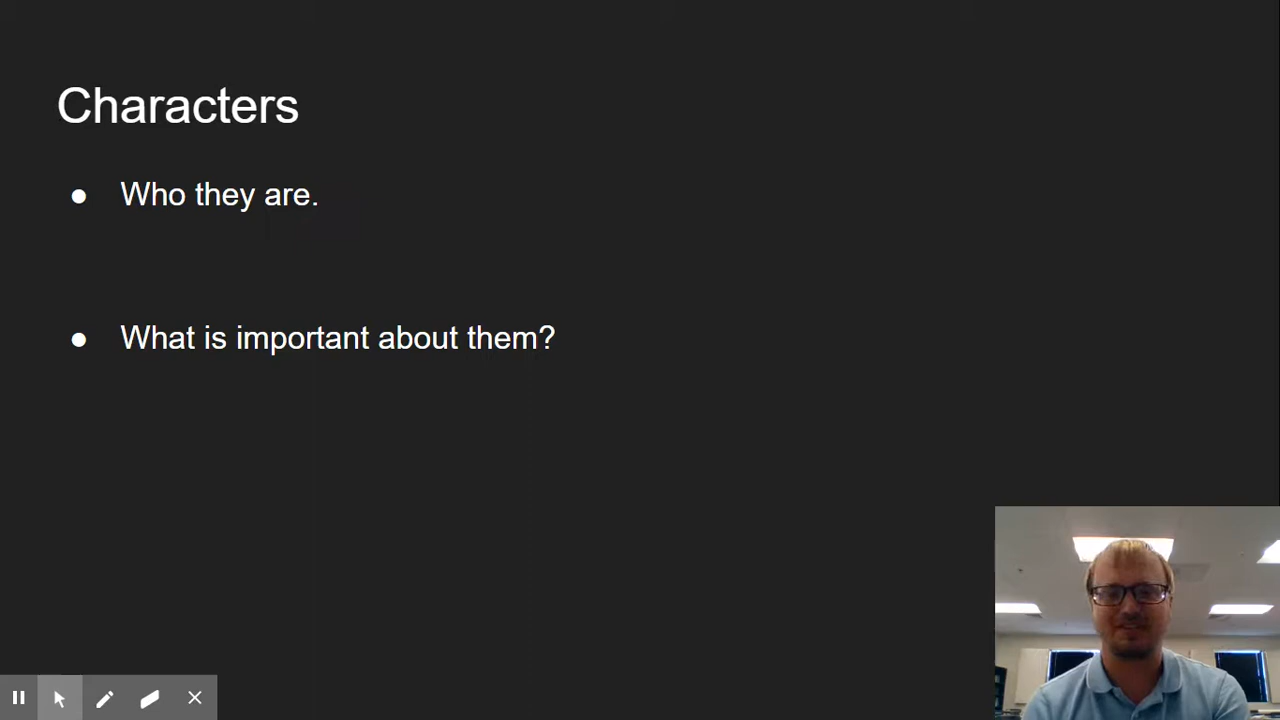 Characters
● Who they are.
● What is important about them?